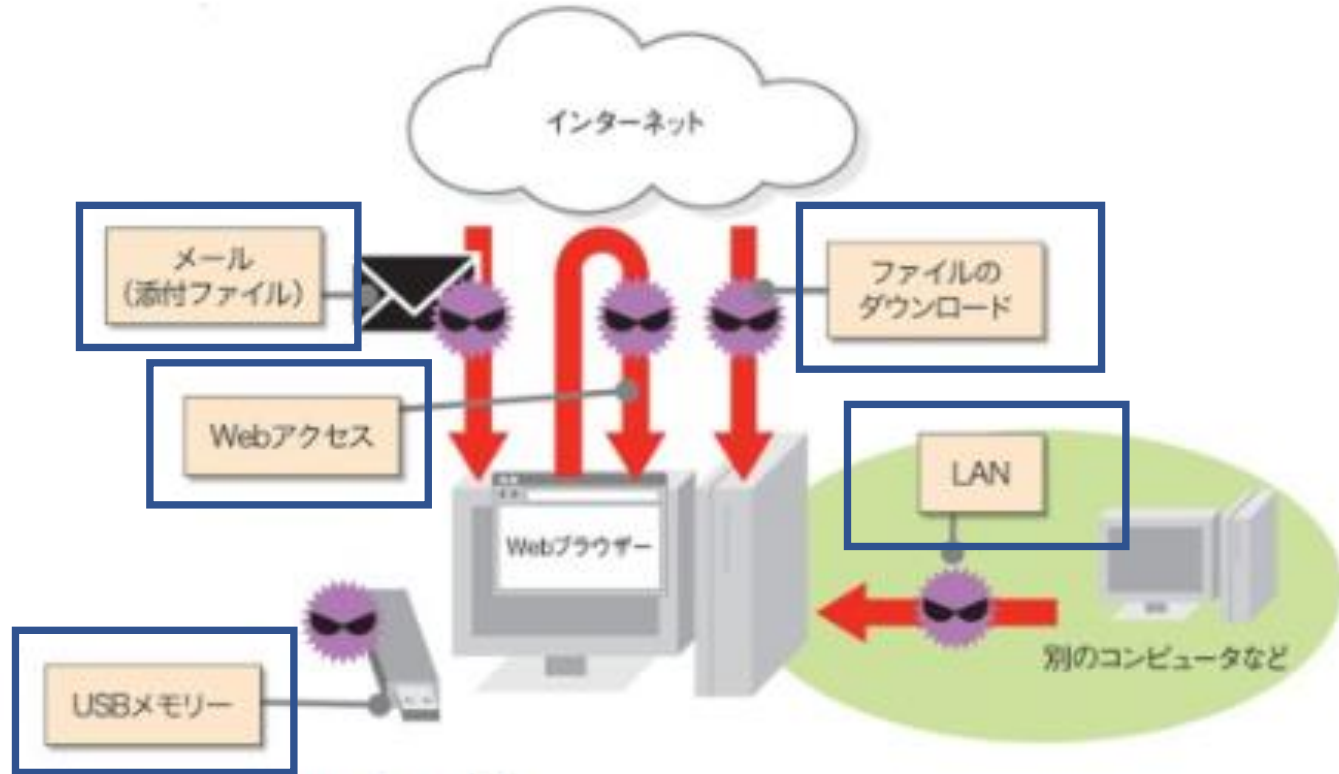 インターネット
メール
(添付ファイル)
ファイルの
ダウンロード
Webアクセス
LAN
Webブラウザー
別のコンピュータなど
USBメモリー